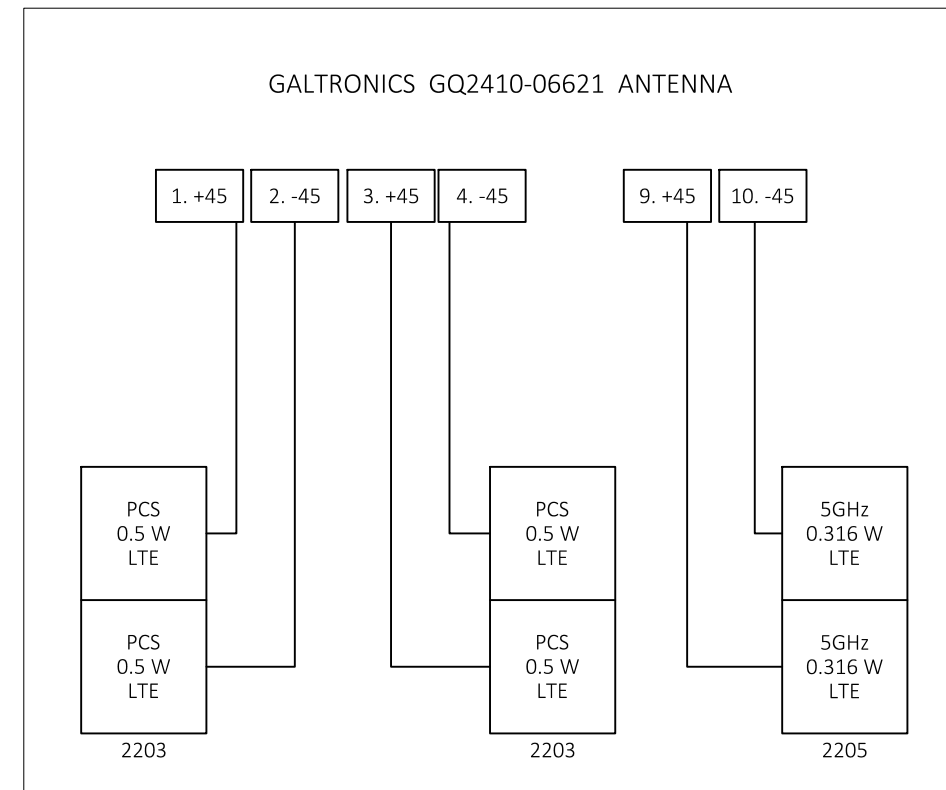 GALTRONICS GQ2410-06621 ANTENNA
1. +45
2. -45
3. +45
4. -45
9. +45
10. -45
PCS
0.5 W
LTE
PCS
0.5 W
LTE
2203
PCS
0.5 W
LTE
PCS
0.5 W
LTE
2203
5GHz
0.316 W
LTE
5GHz
0.316 W
LTE
2205